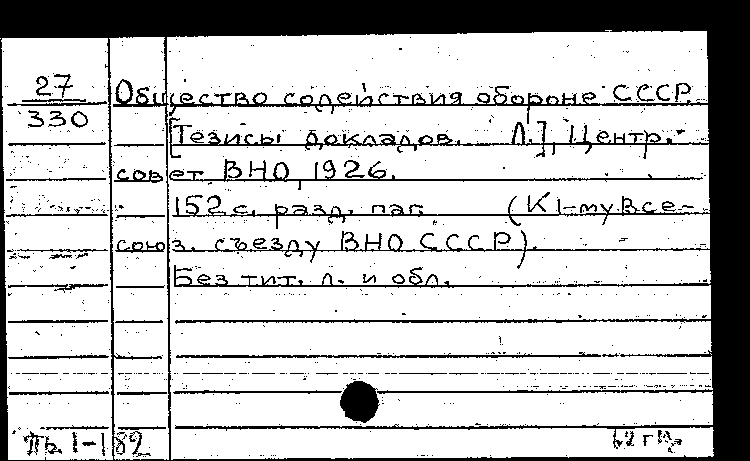 27
330
Общество содействия обороне СССР.
[Тезисы докладов. Л.], Центр.
совет ВНО, 1926.
152 с. разд. паг. (К I-му Все-
союз. съезду ВНО СССР).
Без тит. л. и обл.
1-182